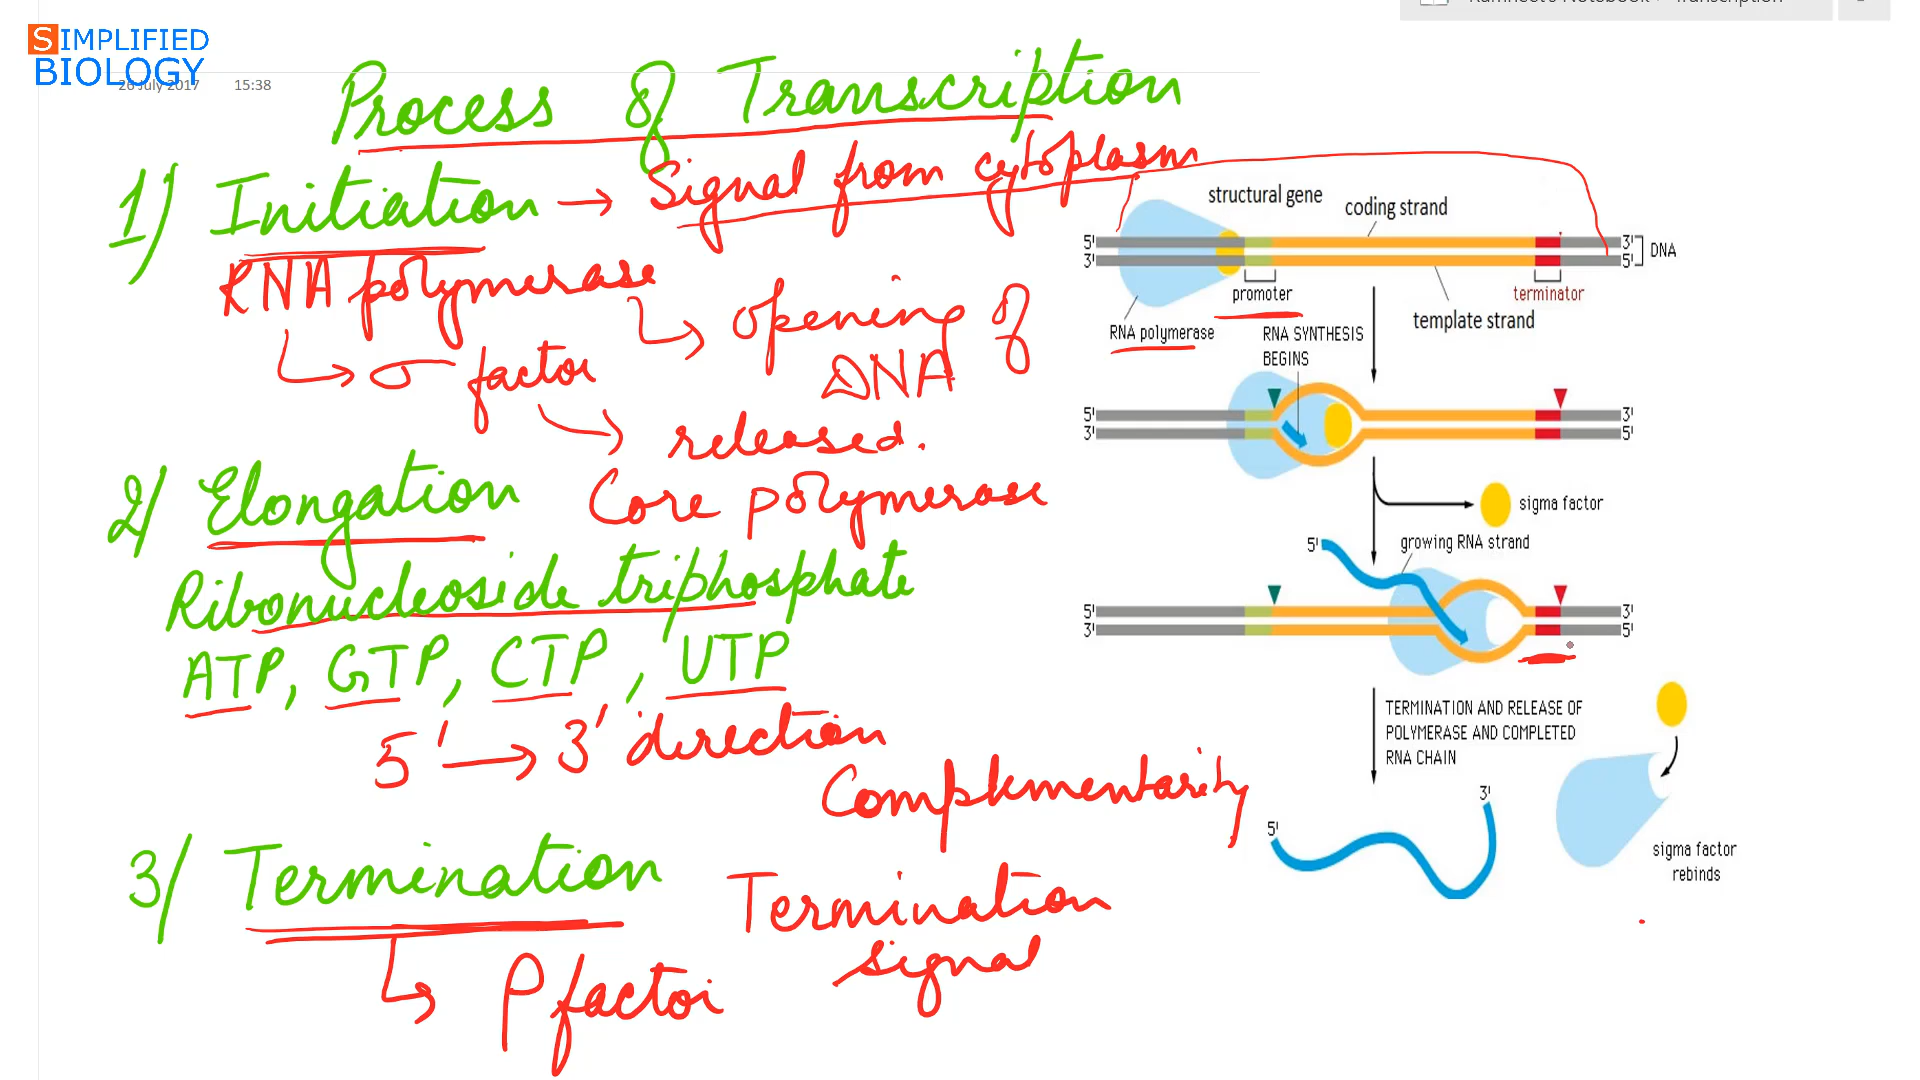 SIMPLIFIED
BIOLOGY
26 July 2017 15:38
Process of Transcription
1) Initiation → Signal from cytoplasm
RNA polymerase
→ opening of
DNA
→ σ factor
→ released.
2) Elongation Core polymerase
Ribonucleoside triphosphate
ATP, GTP, CTP, UTP
5' → 3' direction
Complementarity
3) Termination
Termination
signal
→ ρ factor
structural gene
coding strand
5' 3'
3' 5'
DNA
promoter
terminator
template strand
RNA polymerase
RNA SYNTHESIS
BEGINS
5' 3'
3' 5'
sigma factor
growing RNA strand
5'
5' 3'
3' 5'
TERMINATION AND RELEASE OF
POLYMERASE AND COMPLETED
RNA CHAIN
3'
5'
sigma factor
rebinds